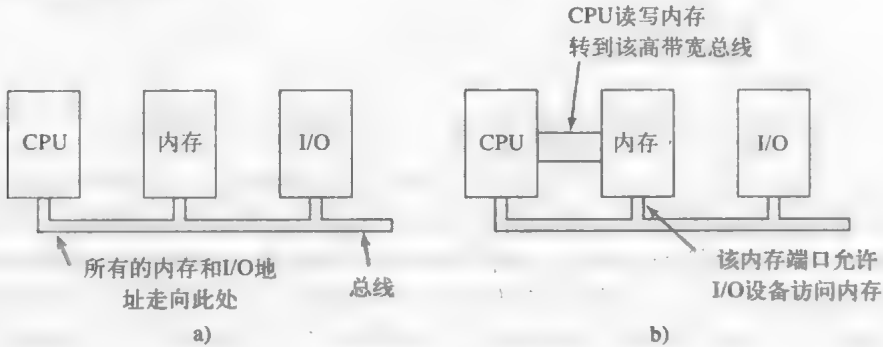 CPU读写内存
转到该高带宽总线
CPU
内存
I/O
CPU
内存
I/O
所有的内存和I/O地
址走向此处
总线
该内存端口允许
I/O设备访问内存
a)
b)